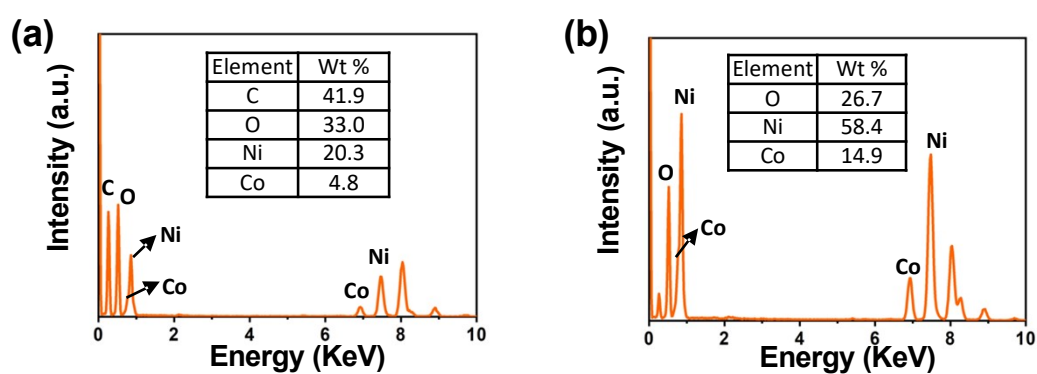 (a)
Intensity (a.u.)
Element Wt %
C 41.9
O 33.0
Ni 20.3
Co 4.8
C O
Ni
Co
Co
Ni
0 2 4 6 8 10
Energy (KeV)
(b)
Intensity (a.u.)
Element Wt %
O 26.7
Ni 58.4
Co 14.9
Ni
O
Co
Co
Ni
0 2 4 6 8 10
Energy (KeV)